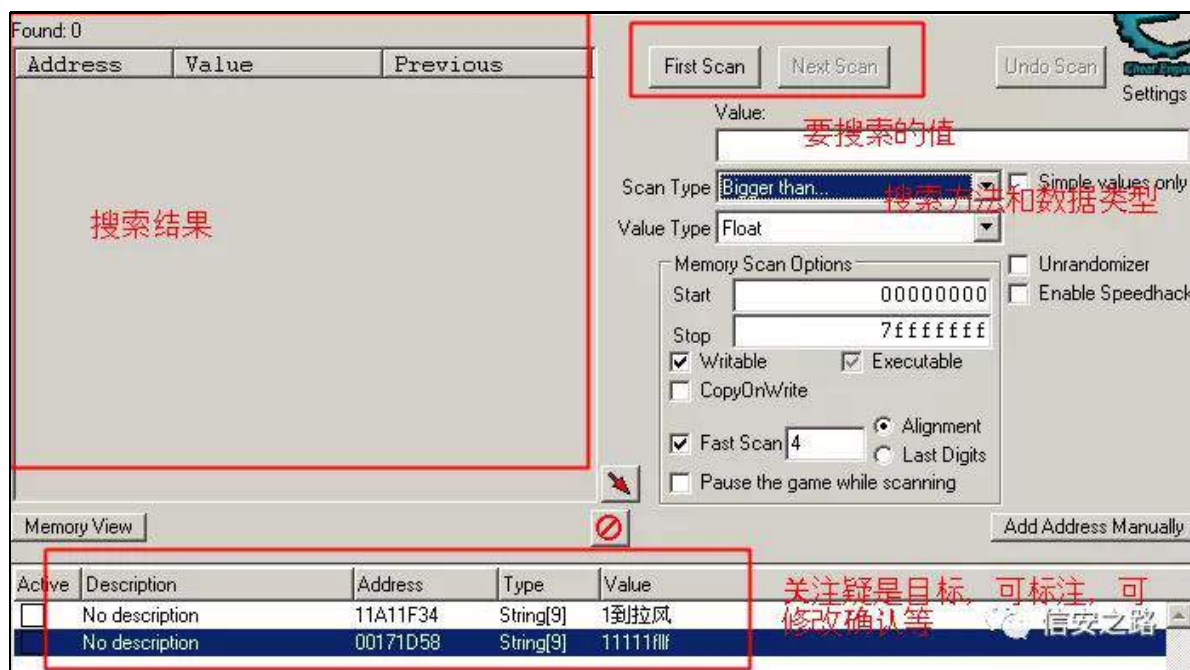 Found: 0
Address Value Previous
搜索结果
First Scan Next Scan Undo Scan
Cheat Engine
Settings
Value:
要搜索的值
Scan Type Bigger than... Simple values only
搜索方法和数据类型
Value Type Float
Memory Scan Options
Unrandomizer
Start 00000000
Enable Speedhack
Stop 7fffffff
Writable Executable
CopyOnWrite
Fast Scan 4 Alignment
Last Digits
Pause the game while scanning
Memory View Add Address Manually
Active Description Address Type Value
No description 11A11F34 String[9] 1到拉风
No description 00171D58 String[9]
关注疑是目标，可标注，可
修改确认等
信安之路